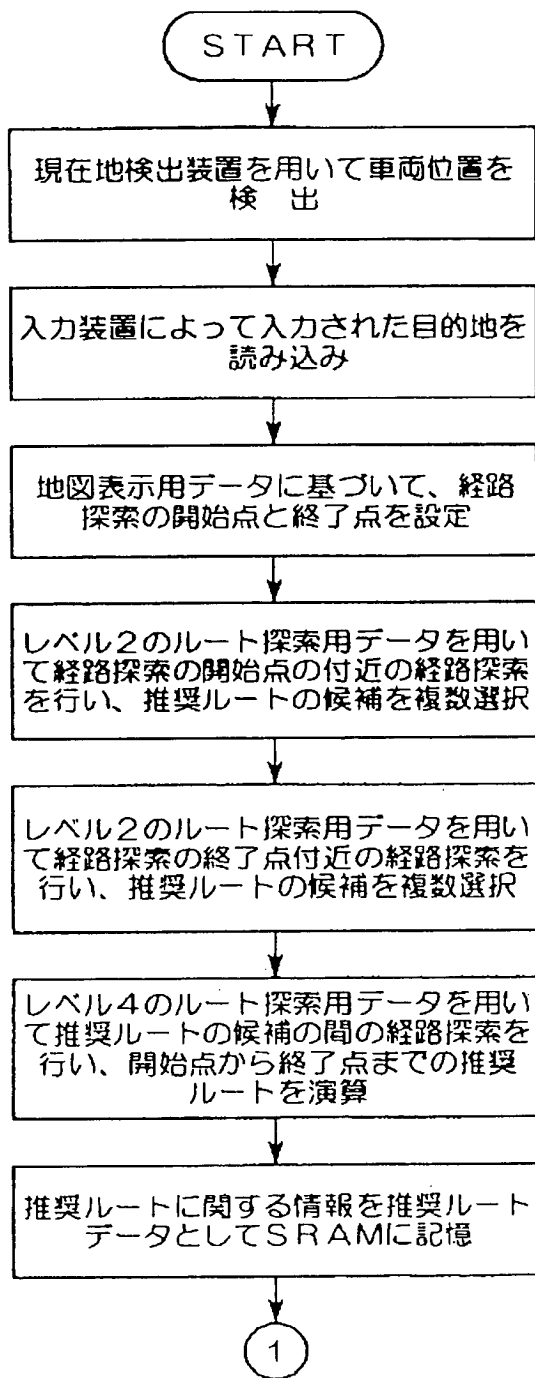 START
現在地検出装置を用いて車両位置を
検 出
入力装置によって入力された目的地を
読み込み
地図表示用データに基づいて、経路
探索の開始点と終了点を設定
レベル2のルート探索用データを用い
て経路探索の開始点の付近の経路探索
を行い、推奨ルートの候補を複数選択
レベル2のルート探索用データを用い
て経路探索の終了点付近の経路探索を
行い、推奨ルートの候補を複数選択
レベル4のルート探索用データを用い
て推奨ルートの候補の間の経路探索を
行い、開始点から終了点までの推奨
ルートを演算
推奨ルートに関する情報を推奨ルート
データとしてSRAMに記憶
1